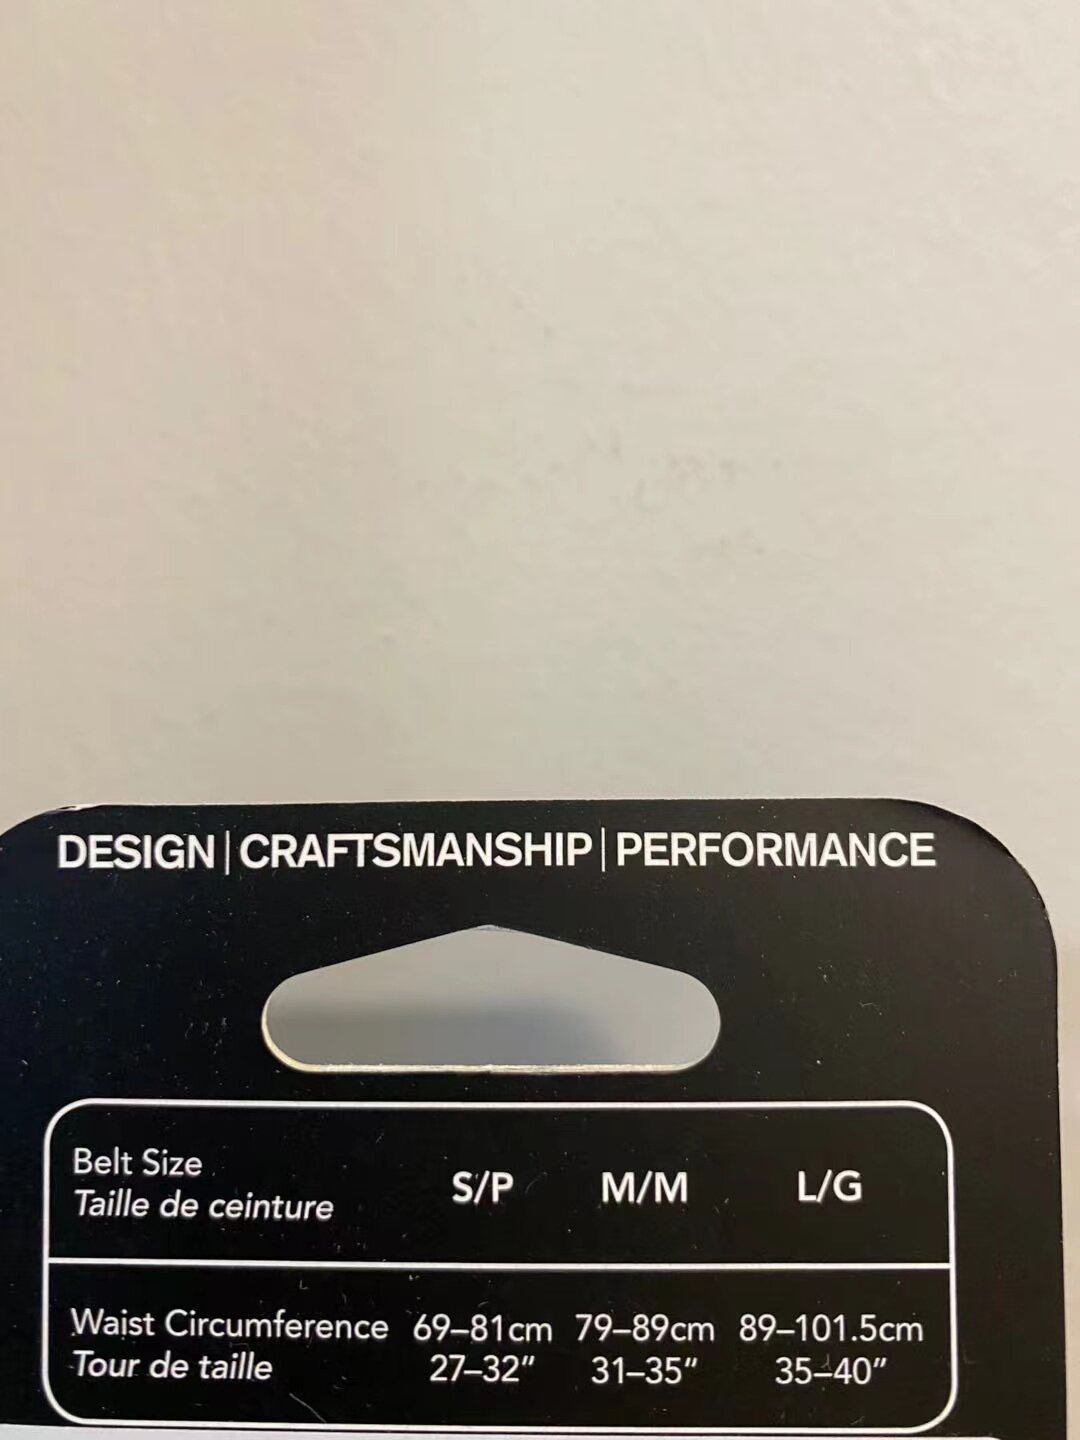 DESIGN | CRAFTSMANSHIP | PERFORMANCE
Belt Size
Taille de ceinture
S/P M/M L/G
Waist Circumference 69–81cm 79–89cm 89–101.5cm
Tour de taille 27–32" 31–35" 35–40"